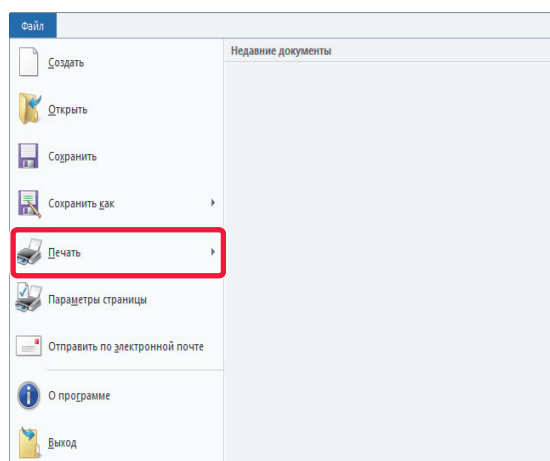 Файл
Недавние документы
Создать
Открыть
Сохранить
Сохранить как
Печать
Параметры страницы
Отправить по электронной почте
О программе
Выход